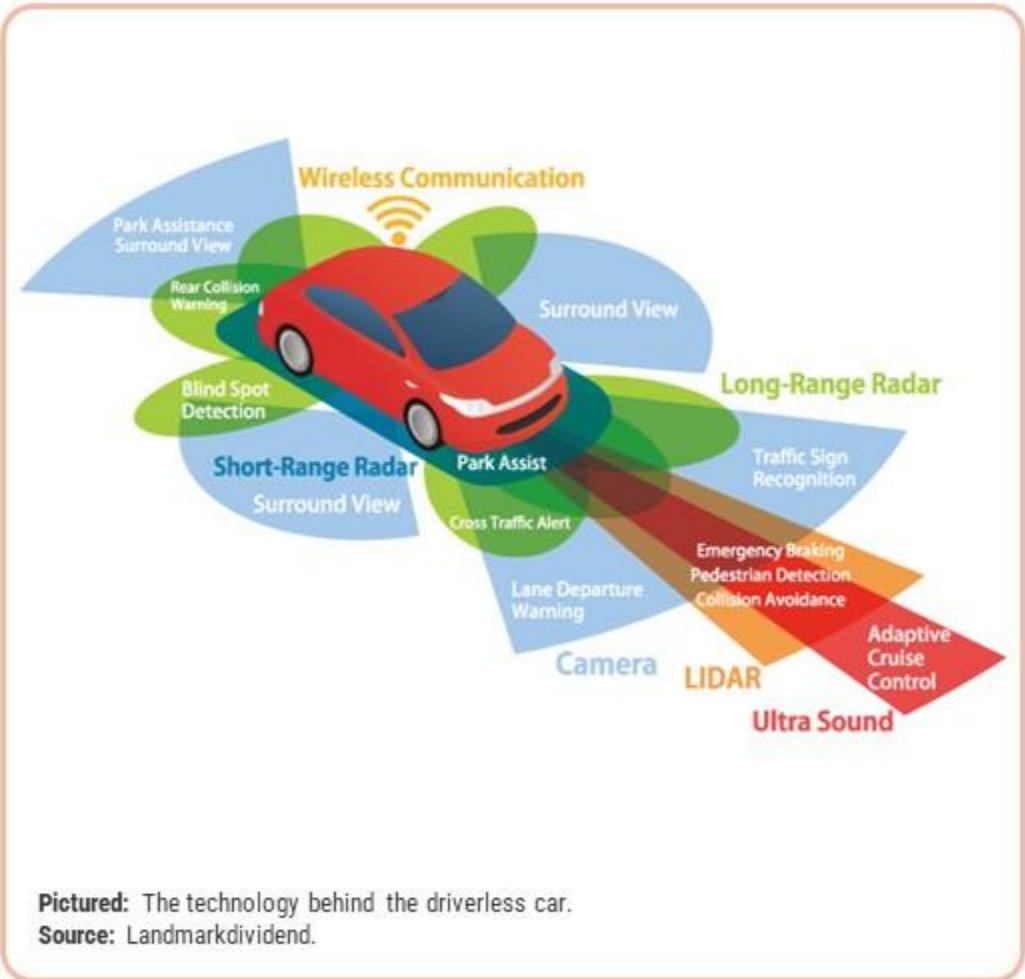 Wireless Communication
Park Assistance
Surround View
Rear Collision
Warning
Surround View
Blind Spot
Detection
Long-Range Radar
Short-Range Radar
Park Assist
Traffic Sign
Recognition
Surround View
Cross Traffic Alert
Emergency Braking
Pedestrian Detection
Collision Avoidance
Lane Departure
Warning
Adaptive
Cruise
Control
Camera
LIDAR
Ultra Sound
Pictured: The technology behind the driverless car.
Source: Landmarkdividend.